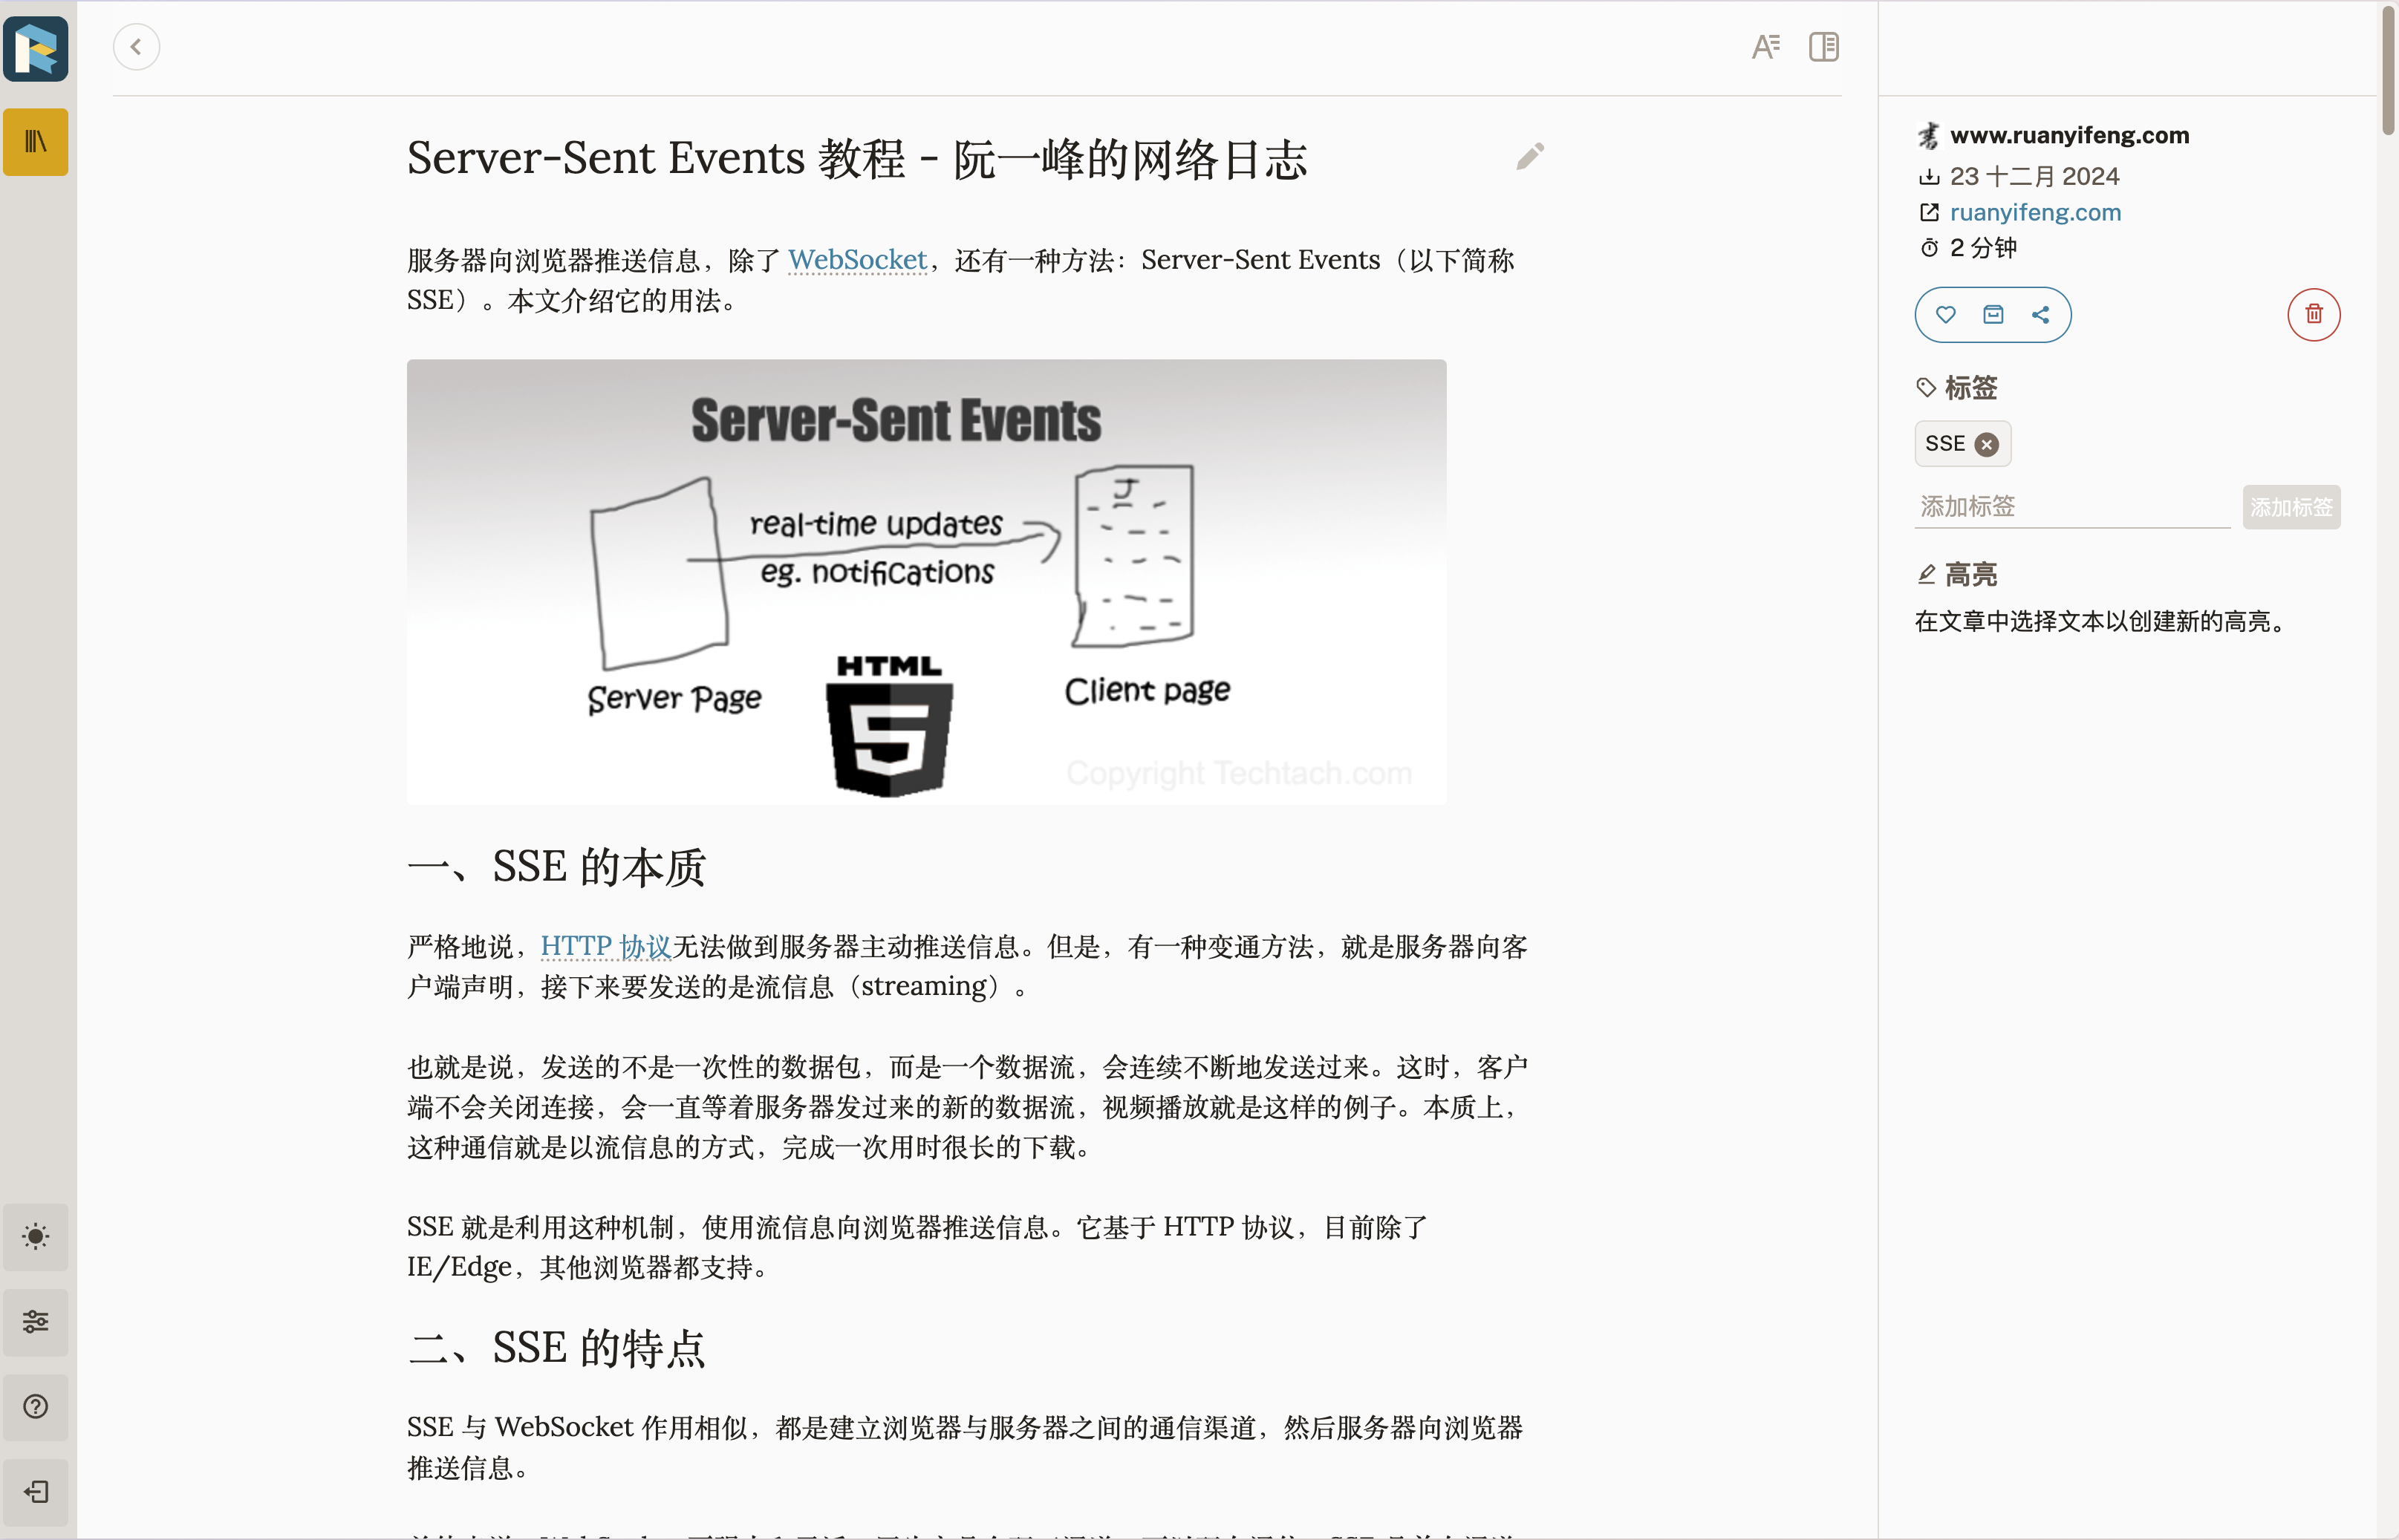 Server-Sent Events 教程 - 阮一峰的网络日志
服务器向浏览器推送信息，除了 WebSocket，还有一种方法：Server-Sent Events（以下简称
SSE）。本文介绍它的用法。
Server-Sent Events
real-time updates
eg. notifications
Server Page
HTML
Client page
Copyright Techtach.com
一、SSE 的本质
严格地说，HTTP 协议无法做到服务器主动推送信息。但是，有一种变通方法，就是服务器向客
户端声明，接下来要发送的是流信息（streaming）。
也就是说，发送的不是一次性的数据包，而是一个数据流，会连续不断地发送过来。这时，客户
端不会关闭连接，会一直等着服务器发过来的新的数据流，视频播放就是这样的例子。本质上，
这种通信就是以流信息的方式，完成一次用时很长的下载。
SSE 就是利用这种机制，使用流信息向浏览器推送信息。它基于 HTTP 协议，目前除了
IE/Edge，其他浏览器都支持。
二、SSE 的特点
SSE 与 WebSocket 作用相似，都是建立浏览器与服务器之间的通信渠道，然后服务器向浏览器
推送信息。
www.ruanyifeng.com
23 十二月 2024
ruanyifeng.com
2 分钟
标签
SSE
添加标签
添加标签
高亮
在文章中选择文本以创建新的高亮。